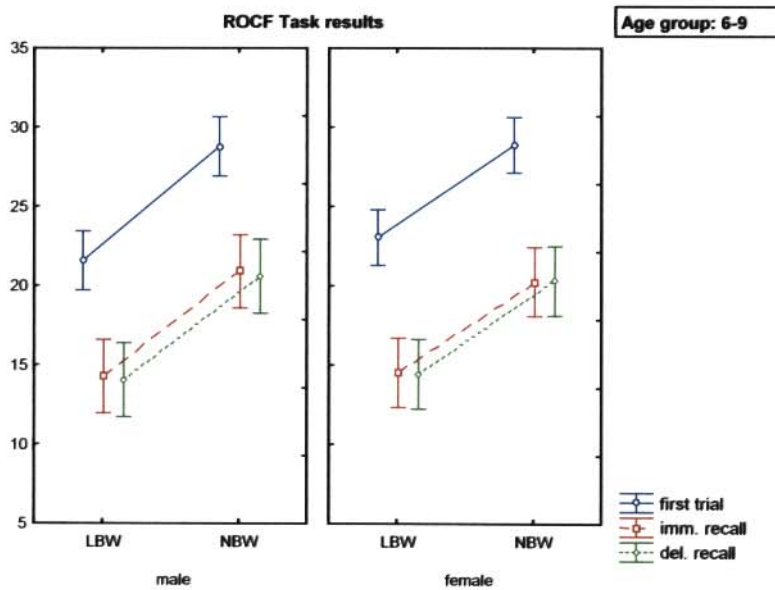 ROCF Task results
Age group: 6-9
35
30
25
20
15
10
5
LBW NBW LBW NBW
male female
first trial
imm. recall
del. recall